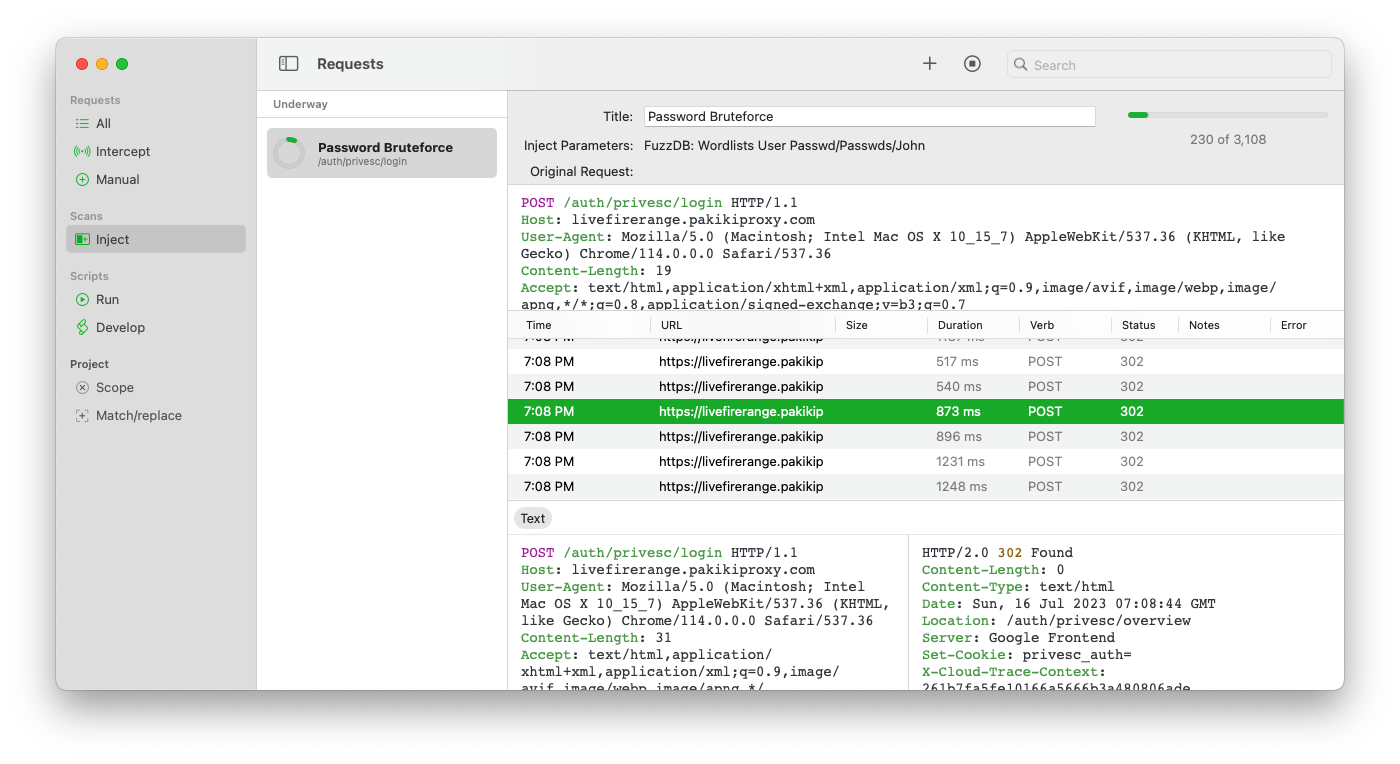 Requests
Search
Requests
All
Intercept
Manual
Scans
Inject
Scripts
Run
Develop
Project
Scope
Match/replace
Underway
Password Bruteforce
/auth/privesc/login
Title: Password Bruteforce
230 of 3,108
Inject Parameters: FuzzDB: Wordlists User Passwd/Passwds/John
Original Request:
POST /auth/privesc/login HTTP/1.1
Host: livefirerange.pakikiproxy.com
User-Agent: Mozilla/5.0 (Macintosh; Intel Mac OS X 10_15_7) AppleWebKit/537.36 (KHTML, like
Gecko) Chrome/114.0.0.0 Safari/537.36
Content-Length: 19
Accept: text/html,application/xhtml+xml,application/xml;q=0.9,image/avif,image/webp,image/
apng,*/*;q=0.8,application/signed-exchange;v=b3;q=0.7
Time URL Size Duration Verb Status Notes Error
7:08 PM https://livefirerange.pakikip POST 302
7:08 PM https://livefirerange.pakikip 517 ms POST 302
7:08 PM https://livefirerange.pakikip 540 ms POST 302
7:08 PM https://livefirerange.pakikip 873 ms POST 302
7:08 PM https://livefirerange.pakikip 896 ms POST 302
7:08 PM https://livefirerange.pakikip 1231 ms POST 302
7:08 PM https://livefirerange.pakikip 1248 ms POST 302
Text
POST /auth/privesc/login HTTP/1.1
Host: livefirerange.pakikiproxy.com
User-Agent: Mozilla/5.0 (Macintosh; Intel
Mac OS X 10_15_7) AppleWebKit/537.36 (KHTML,
like Gecko) Chrome/114.0.0.0 Safari/537.36
Content-Length: 31
Accept: text/html,application/
xhtml+xml,application/xml;q=0.9,image/
avif,image/webp,image/apng,*/
HTTP/2.0 302 Found
Content-Length: 0
Content-Type: text/html
Date: Sun, 16 Jul 2023 07:08:44 GMT
Location: /auth/privesc/overview
Server: Google Frontend
Set-Cookie: privesc_auth=
X-Cloud-Trace-Context:
261b7fa5fe10166a5666b3a480806ade